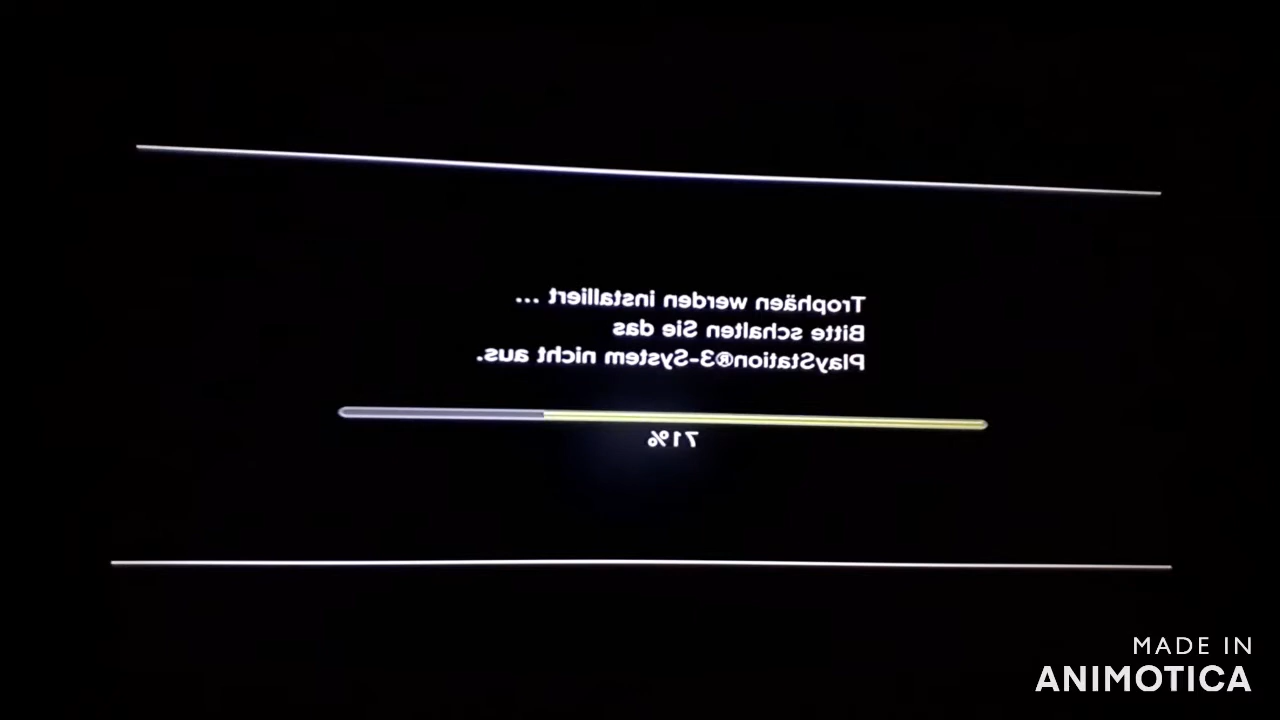 Trophäen werden installiert ...
Bitte schalten Sie das
PlayStation®3-System nicht aus.
71%
MADE IN
ANIMOTICA